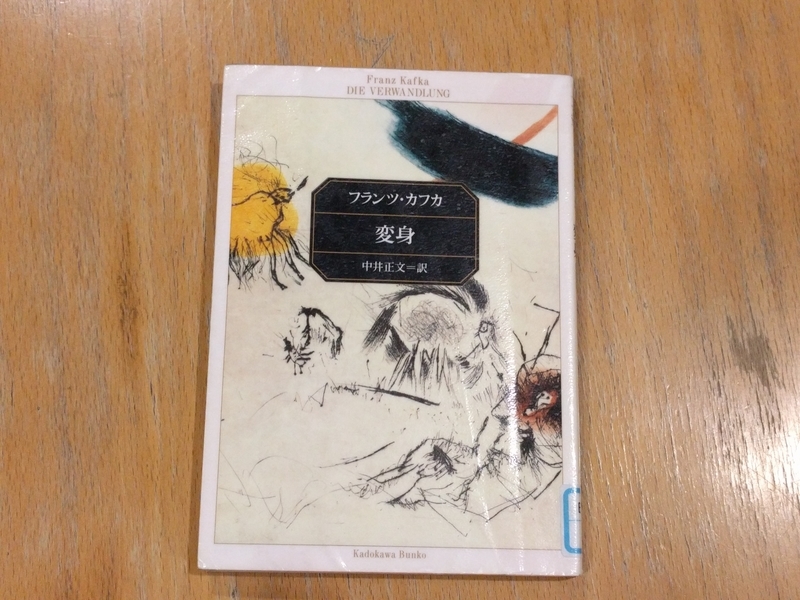 Franz Kafka
DIE VERWANDLUNG
フランツ・カフカ
変身
中井正文＝訳
Kadokawa Bunko